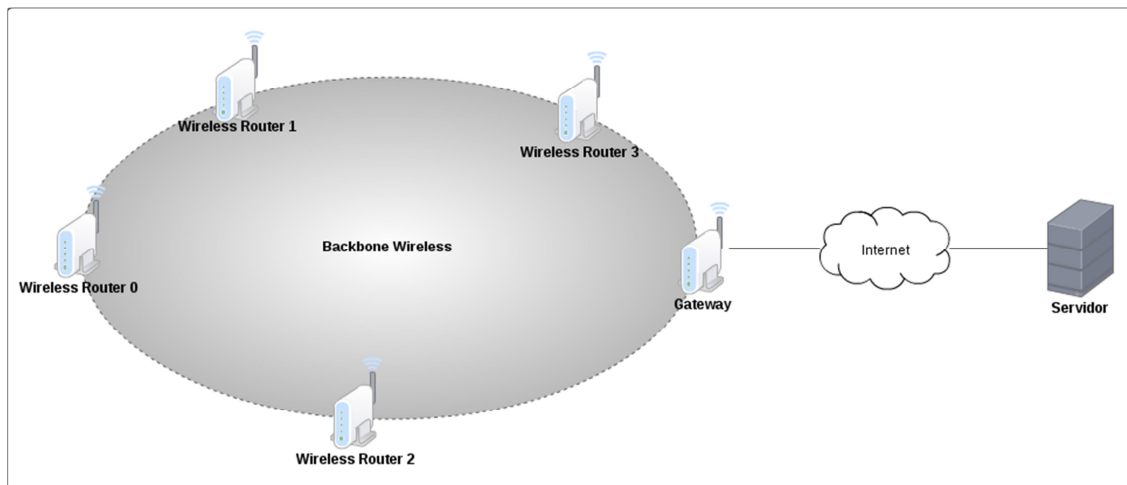 Wireless Router 1
Wireless Router 3
Backbone Wireless
Internet
Wireless Router 0
Gateway
Servidor
Wireless Router 2